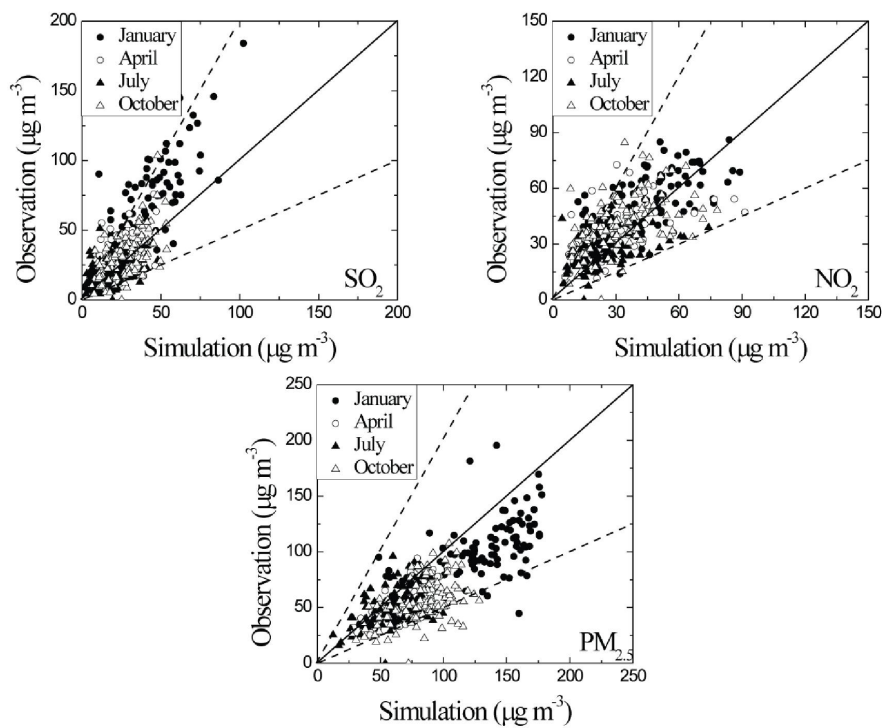 200
150
100
50
0
Observation (μg m⁻³)
January
April
July
October
SO₂
0 50 100 150 200
Simulation (μg m⁻³)
150
120
90
60
30
0
Observation (μg m⁻³)
January
April
July
October
NO₂
0 30 60 90 120 150
Simulation (μg m⁻³)
250
200
150
100
50
0
Observation (μg m⁻³)
January
April
July
October
PM₂.₅
0 50 100 150 200 250
Simulation (μg m⁻³)